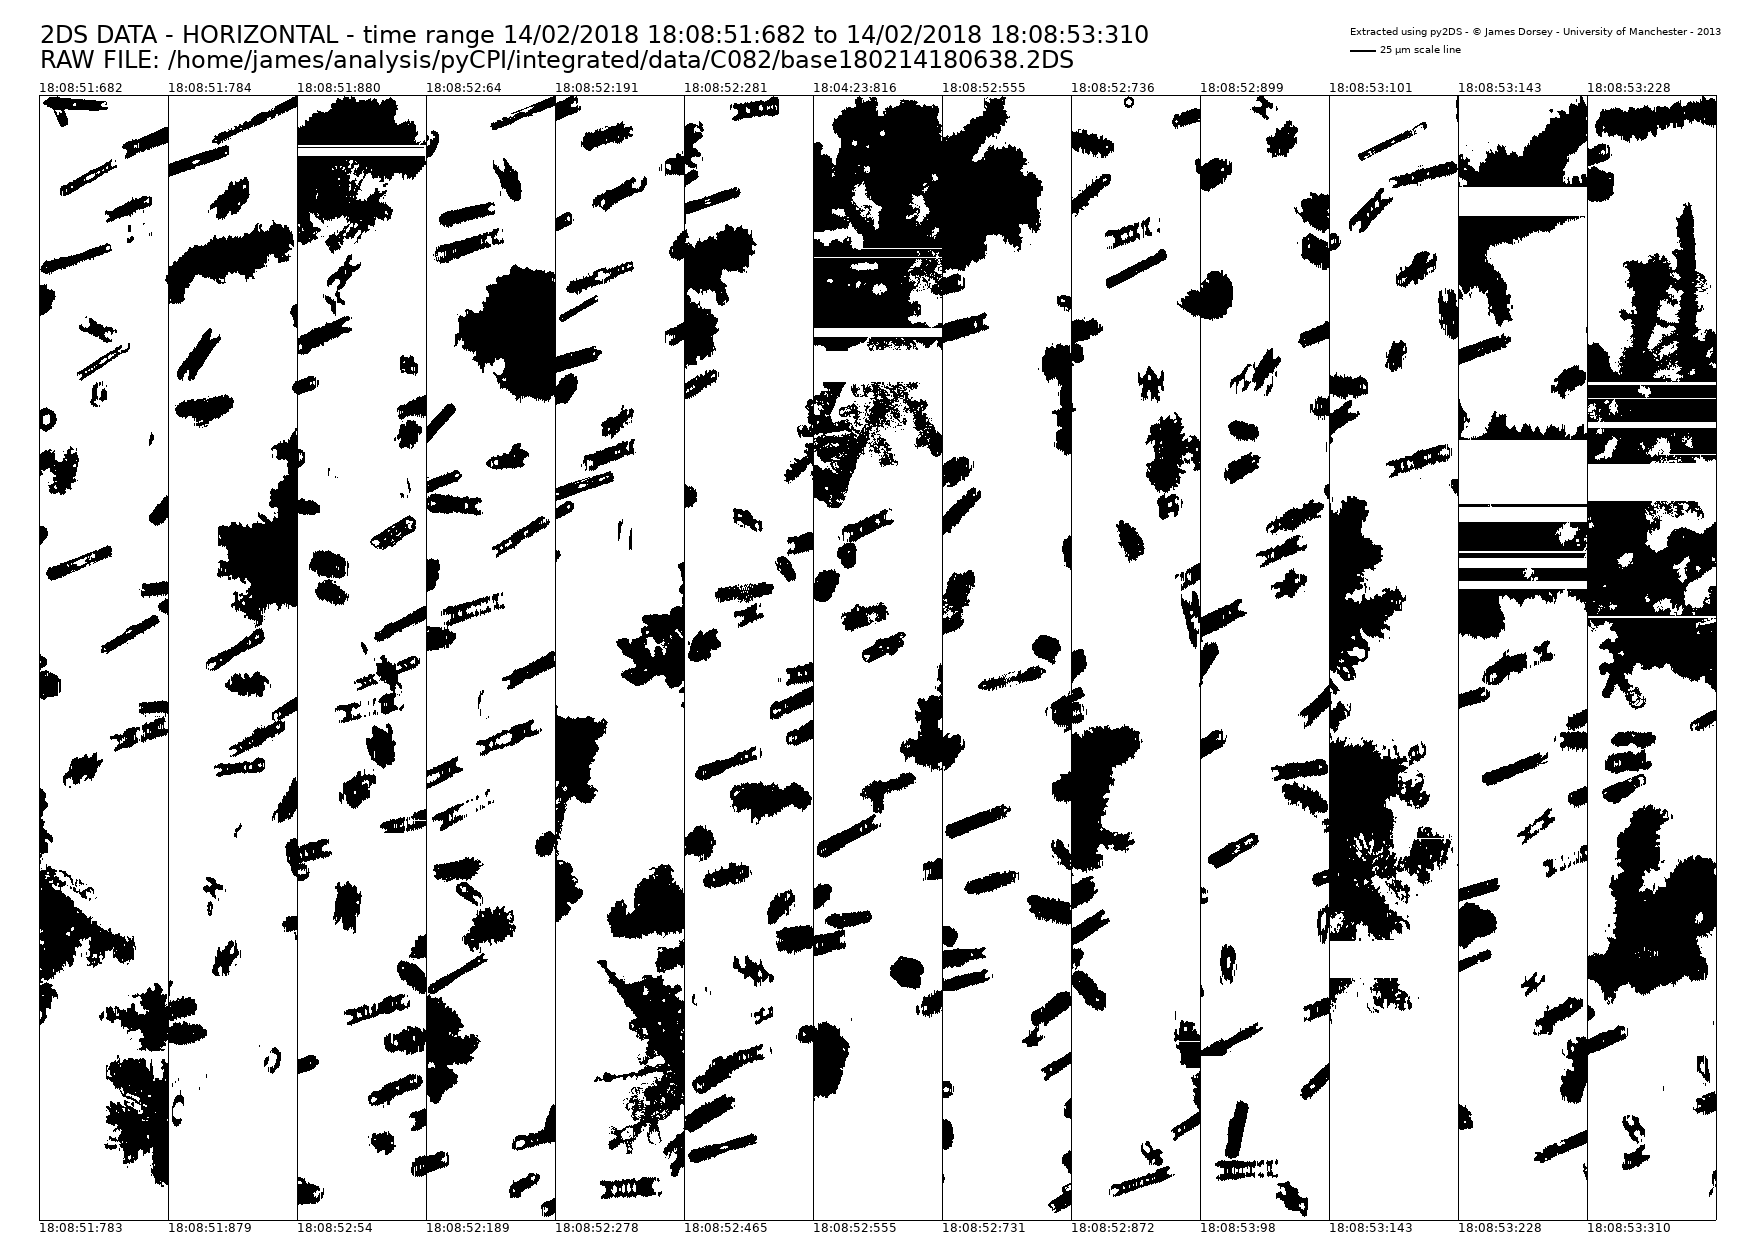 2DS DATA - HORIZONTAL - time range 14/02/2018 18:08:51:682 to 14/02/2018 18:08:53:310
RAW FILE: /home/james/analysis/pyCPI/integrated/data/C082/base180214180638.2DS
Extracted using py2DS - © James Dorsey - University of Manchester - 2013
25 µm scale line
18:08:51:682 18:08:51:784 18:08:51:880 18:08:52:64 18:08:52:191 18:08:52:281 18:04:23:816 18:08:52:555 18:08:52:736 18:08:52:899 18:08:53:101 18:08:53:143 18:08:53:228
18:08:51:783 18:08:51:879 18:08:52:54 18:08:52:189 18:08:52:278 18:08:52:465 18:08:52:555 18:08:52:731 18:08:52:872 18:08:53:98 18:08:53:143 18:08:53:228 18:08:53:310